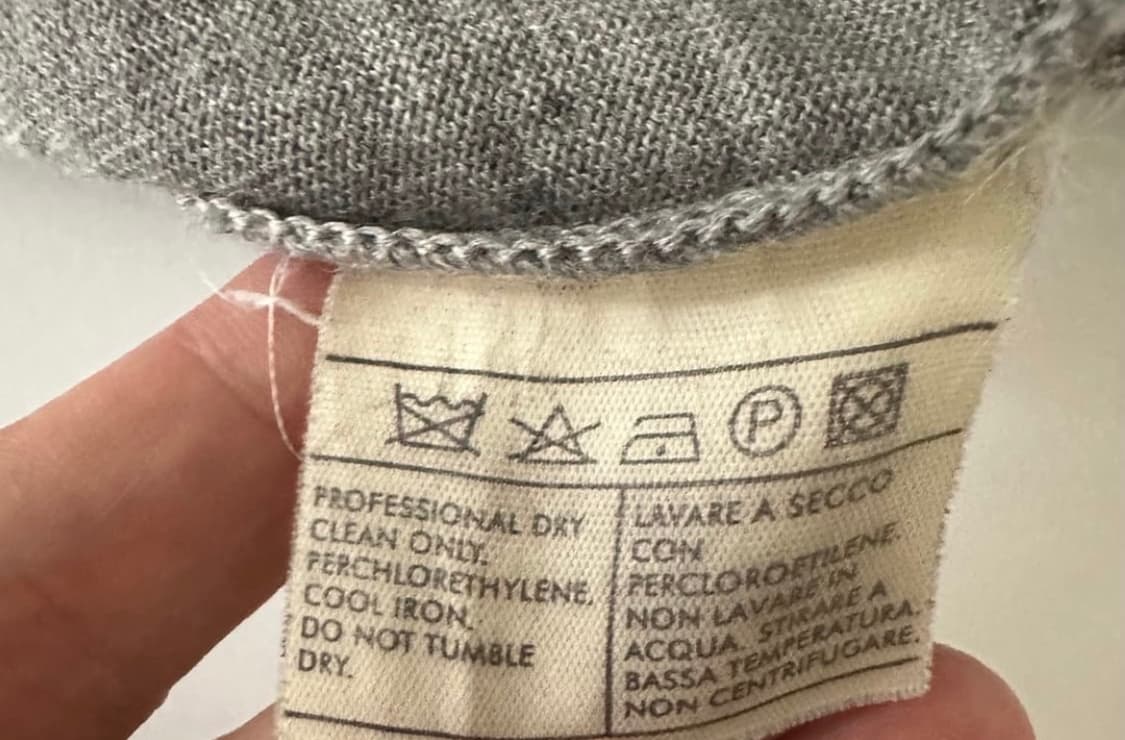 P
PROFESSIONAL DRY
CLEAN ONLY.
PERCHLORETHYLENE.
COOL IRON.
DO NOT TUMBLE
DRY.
LAVARE A SECCO
CON
PERCLOROETILENE.
NON LAVARE IN
ACQUA. STIRARE A
BASSA TEMPERATURA.
NON CENTRIFUGARE.